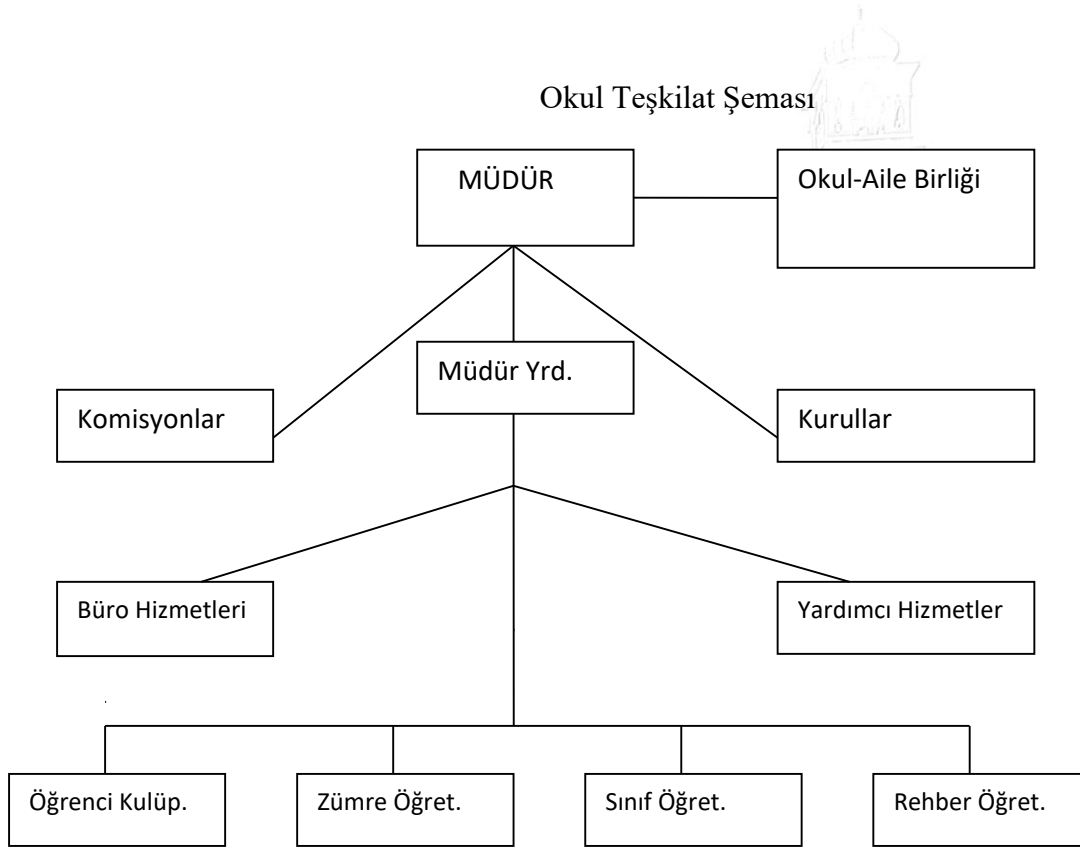 Okul Teşkilat Şeması
MÜDÜR
Okul-Aile Birliği
Müdür Yrd.
Komisyonlar
Kurullar
Büro Hizmetleri
Yardımcı Hizmetler
Öğrenci Kulüp.
Zümre Öğret.
Sınıf Öğret.
Rehber Öğret.